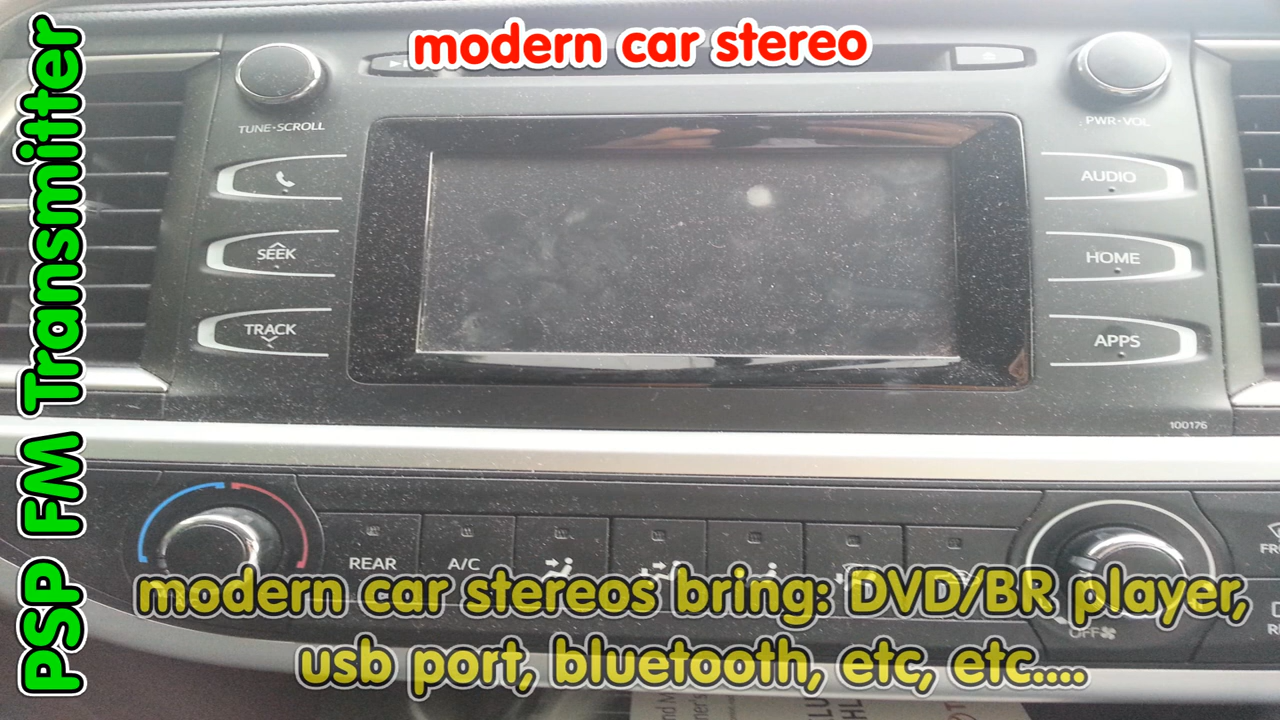 PSP FM Transmitter
modern car stereo
TUNE·SCROLL
PWR·VOL
AUDIO
SEEK
HOME
TRACK
APPS
100176
REAR
A/C
modern car stereos bring: DVD/BR player,
OFF
usb port, bluetooth, etc, etc....